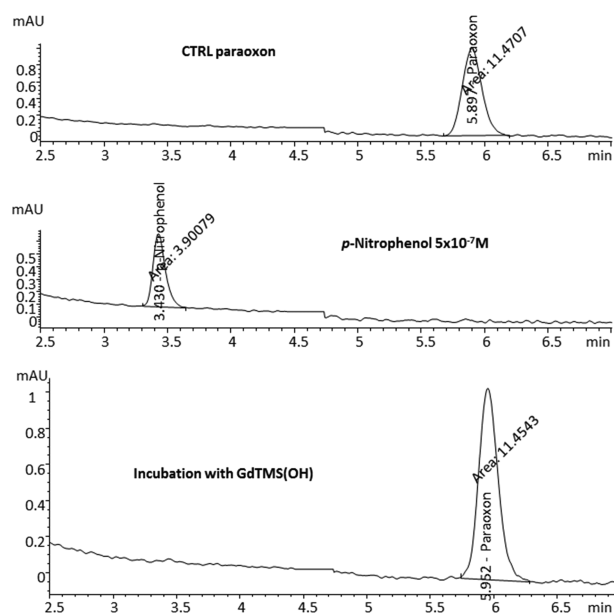 mAU
CTRL paraoxon
0.8
0.6
0.4
0.2
0
5.897 - Paraoxon
Area: 11.4707
2.5 3 3.5 4 4.5 5 5.5 6 6.5 min
mAU
p-Nitrophenol 5x10⁻⁷M
0.5
0.4
0.3
0.2
0.1
0
3.430 - p-Nitrophenol
Area: 3.90079
2.5 3 3.5 4 4.5 5 5.5 6 6.5 min
mAU
1
0.8
0.6
0.4
0.2
0
Incubation with GdTMS(OH)
5.952 - Paraoxon
Area: 11.4543
2.5 3 3.5 4 4.5 5 5.5 6 6.5 min